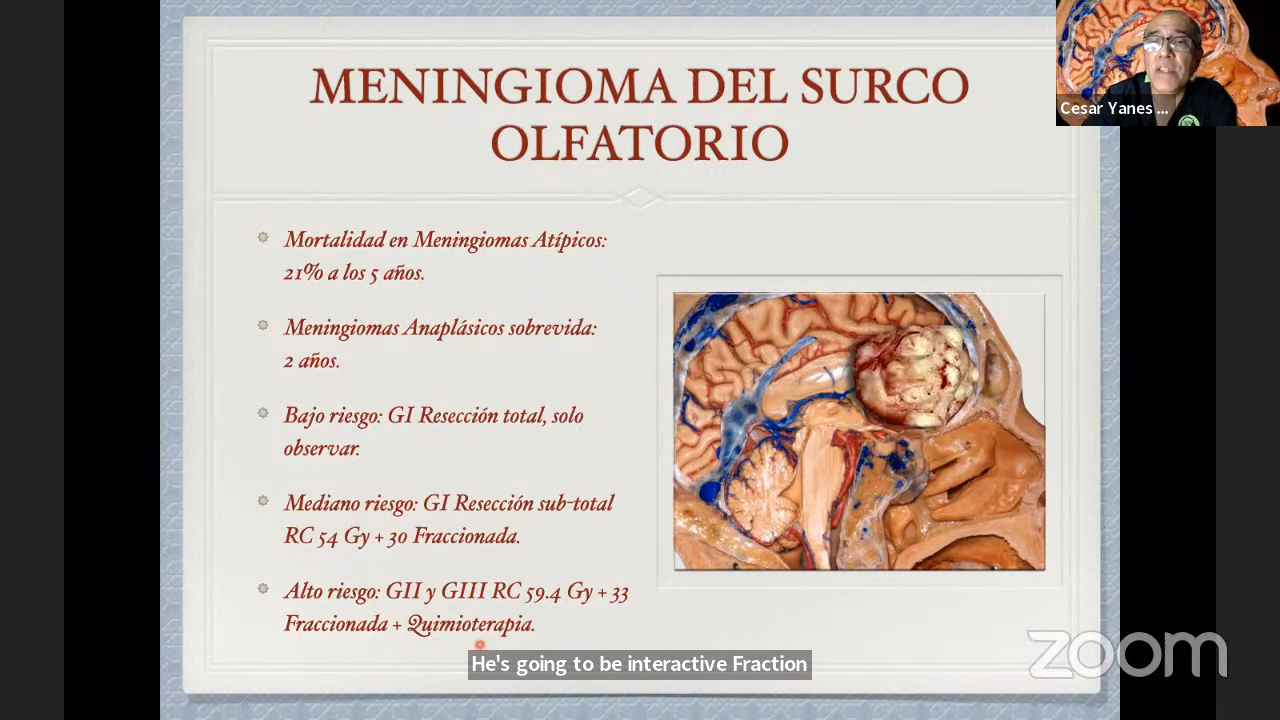 MENINGIOMA DEL SURCO
OLFATORIO
Cesar Yanes ...
Mortalidad en Meningiomas Atípicos:
21% a los 5 años.
Meningiomas Anaplásicos sobrevida:
2 años.
Bajo riesgo: GI Resección total, solo
observar.
Mediano riesgo: GI Resección sub-total
RC 54 Gy + 30 Fraccionada.
Alto riesgo: GII y GIII RC 59.4 Gy + 33
Fraccionada + Quimioterapia.
He's going to be interactive Fraction
zoom